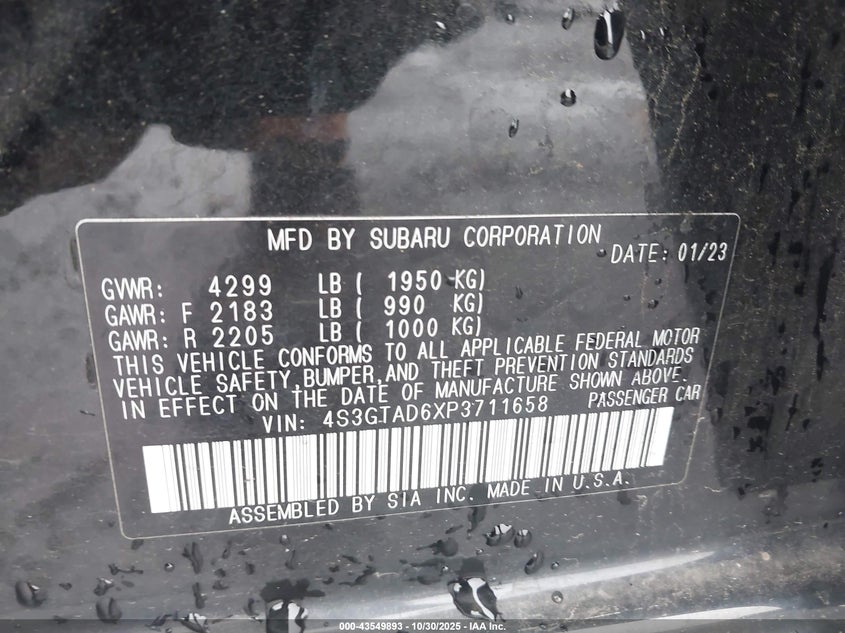 MFD BY SUBARU CORPORATION
DATE: 01/23
GVWR: 4299 LB ( 1950 KG)
GAWR: F 2183 LB ( 990 KG)
GAWR: R 2205 LB ( 1000 KG)
THIS VEHICLE CONFORMS TO ALL APPLICABLE FEDERAL MOTOR
VEHICLE SAFETY,BUMPER,AND THEFT PREVENTION STANDARDS
IN EFFECT ON THE DATE OF MANUFACTURE SHOWN ABOVE.
VIN: 4S3GTAD6XP3711658 PASSENGER CAR
ASSEMBLED BY SIA INC. MADE IN U.S.A.
000-43549893 - 10/30/2025 - IAA Inc.